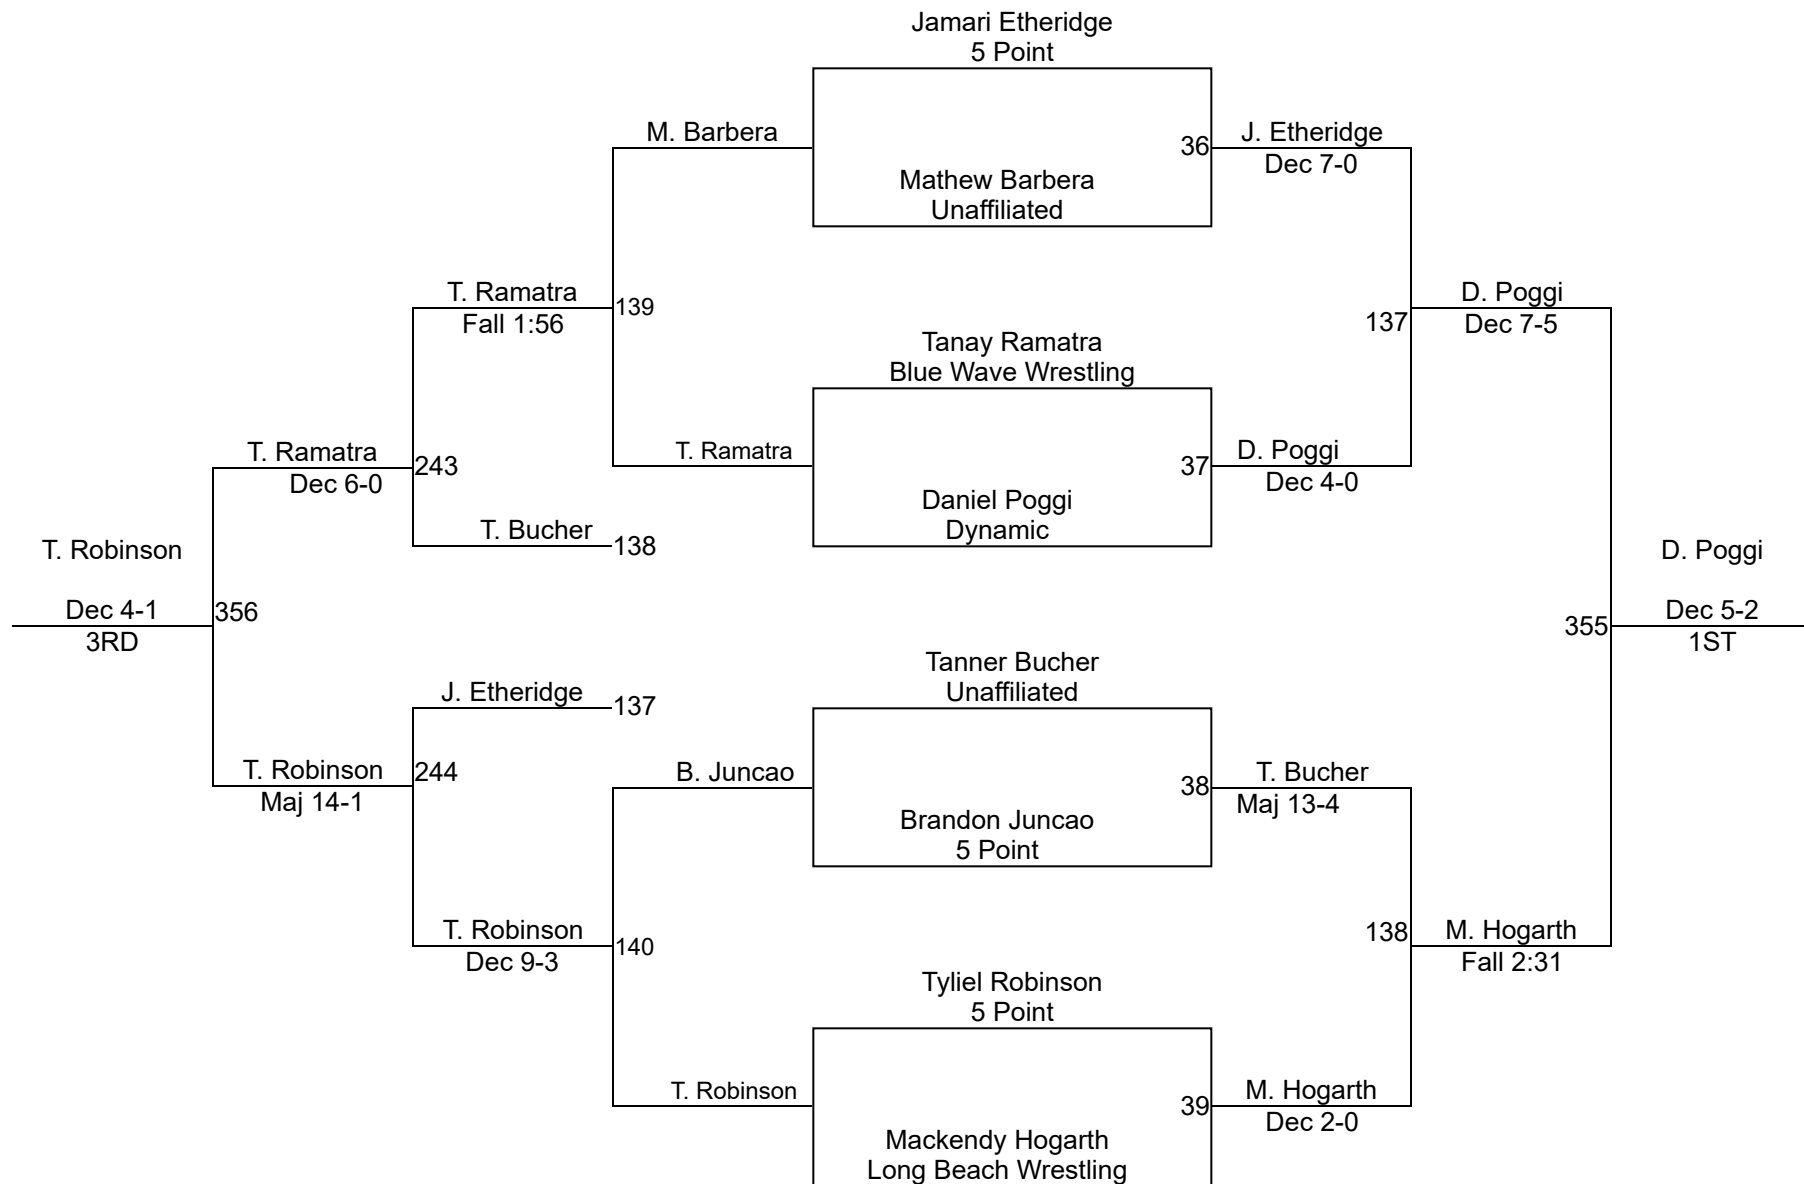 Jamari Etheridge
5 Point
M. Barbera
36
J. Etheridge
Dec 7-0
Mathew Barbera
Unaffiliated
T. Ramatra
Fall 1:56
139
137
D. Poggi
Dec 7-5
Tanay Ramatra
Blue Wave Wrestling
T. Ramatra
Dec 6-0
243
T. Ramatra
37
D. Poggi
Dec 4-0
Daniel Poggi
Dynamic
T. Bucher
138
T. Robinson
Dec 4-1
3RD
356
355
D. Poggi
Dec 5-2
1ST
Tanner Bucher
Unaffiliated
J. Etheridge
137
T. Robinson
Maj 14-1
244
B. Juncao
38
T. Bucher
Maj 13-4
Brandon Juncao
5 Point
T. Robinson
Dec 9-3
140
138
M. Hogarth
Fall 2:31
Tyliel Robinson
5 Point
T. Robinson
39
M. Hogarth
Dec 2-0
Mackendy Hogarth
Long Beach Wrestling